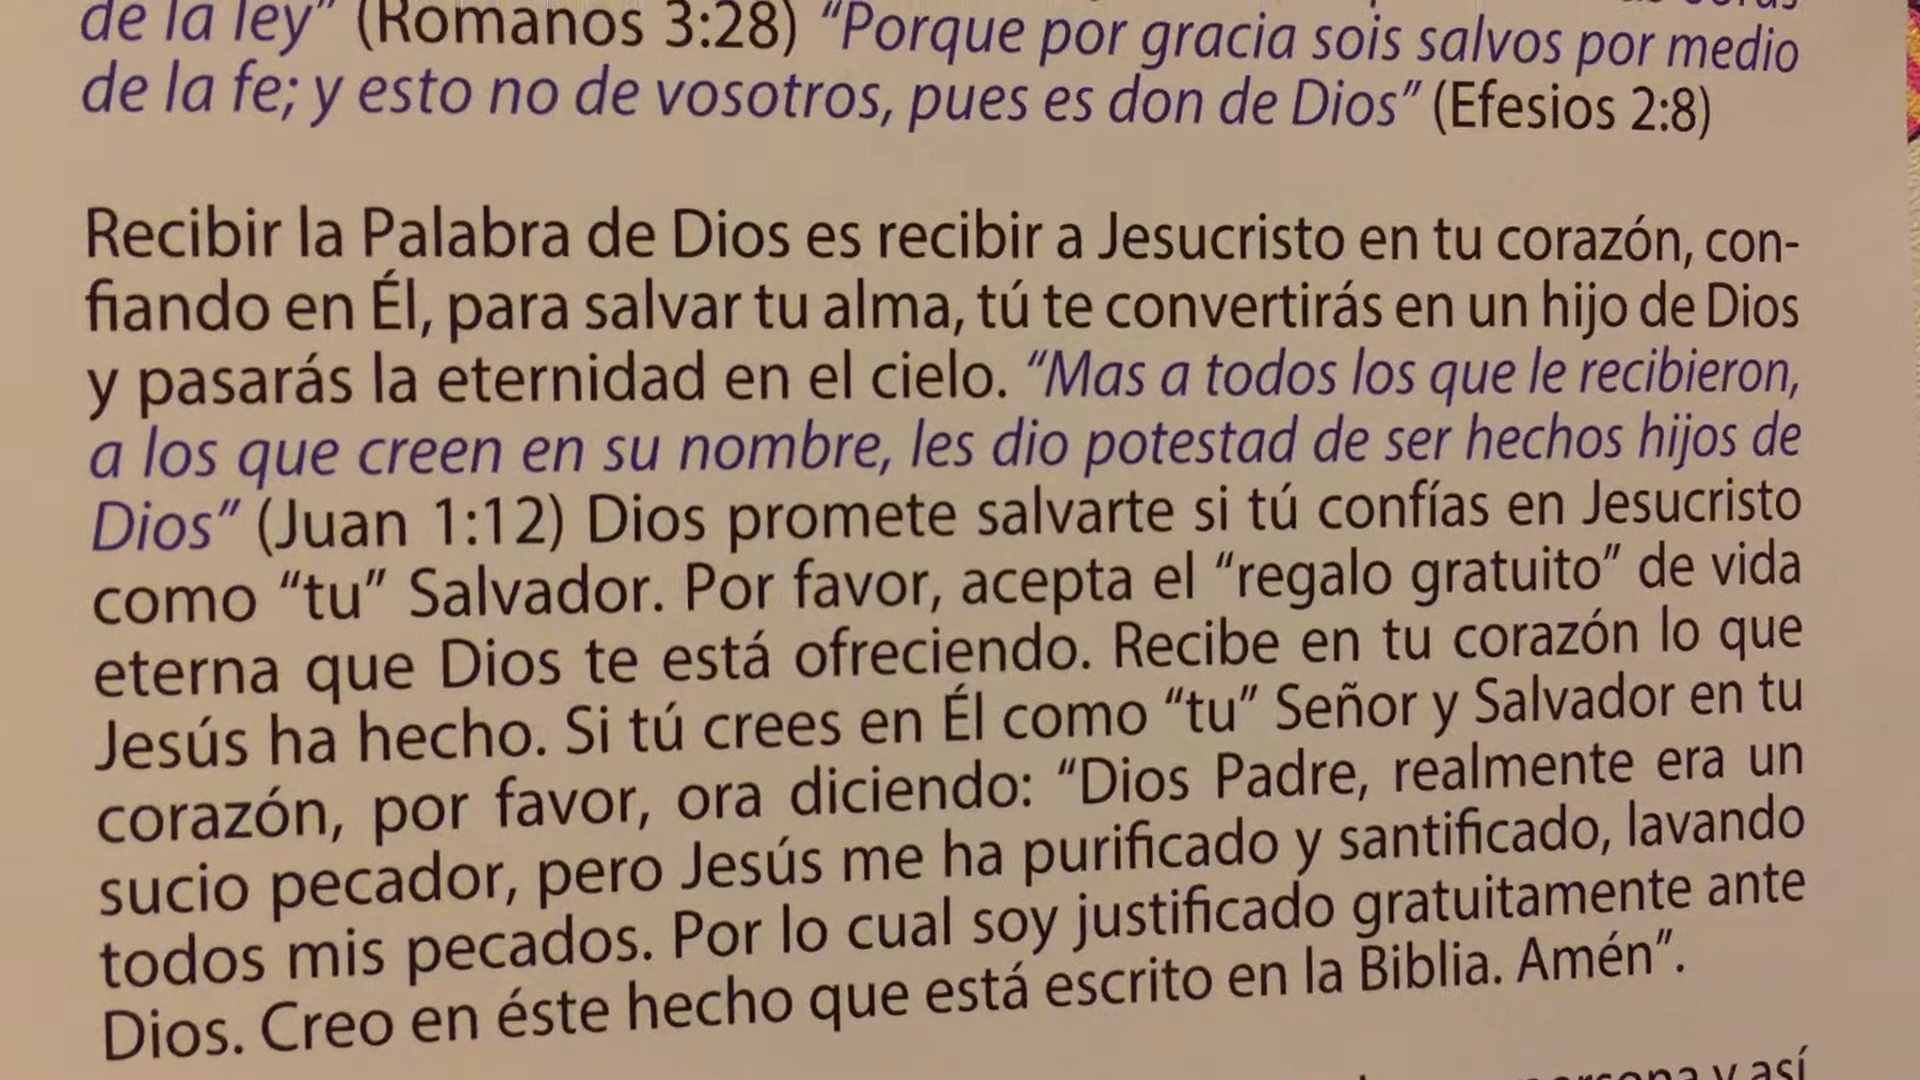 de la ley” (Romanos 3:28) “Porque por gracia sois salvos por medio
de la fe; y esto no de vosotros, pues es don de Dios” (Efesios 2:8)
Recibir la Palabra de Dios es recibir a Jesucristo en tu corazón, con-
fiando en Él, para salvar tu alma, tú te convertirás en un hijo de Dios
y pasarás la eternidad en el cielo. “Mas a todos los que le recibieron,
a los que creen en su nombre, les dio potestad de ser hechos hijos de
Dios” (Juan 1:12) Dios promete salvarte si tú confías en Jesucristo
como “tu” Salvador. Por favor, acepta el “regalo gratuito” de vida
eterna que Dios te está ofreciendo. Recibe en tu corazón lo que
Jesús ha hecho. Si tú crees en Él como “tu” Señor y Salvador en tu
corazón, por favor, ora diciendo: “Dios Padre, realmente era un
sucio pecador, pero Jesús me ha purificado y santificado, lavando
todos mis pecados. Por lo cual soy justificado gratuitamente ante
Dios. Creo en éste hecho que está escrito en la Biblia. Amén”.
y así